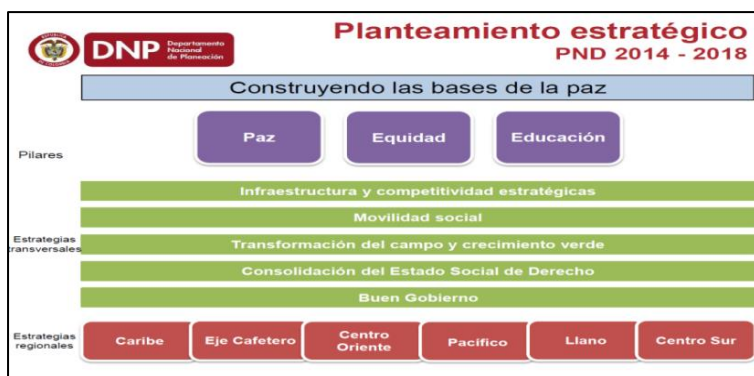 Planteamiento estratégico
PND 2014 - 2018
DNP
Departamento
Nacional
de Planeación
Construyendo las bases de la paz
Pilares
Paz
Equidad
Educación
Estrategias
transversales
Infraestructura y competitividad estratégicas
Movilidad social
Transformación del campo y crecimiento verde
Consolidación del Estado Social de Derecho
Buen Gobierno
Estrategias
regionales
Caribe
Eje Cafetero
Centro
Oriente
Pacífico
Llano
Centro Sur